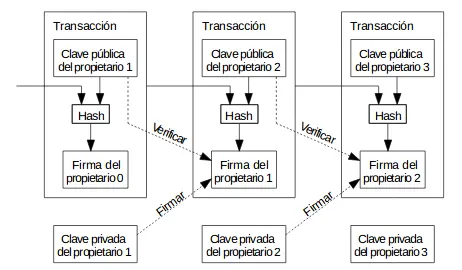 Transacción
Clave pública
del propietario 1
Hash
Firma del
propietario 0
Transacción
Clave pública
del propietario 2
Hash
Firma del
propietario 1
Transacción
Clave pública
del propietario 3
Hash
Firma del
propietario 2
Verificar
Verificar
Firmar
Firmar
Clave privada
del propietario 1
Clave privada
del propietario 2
Clave privada
del propietario 3